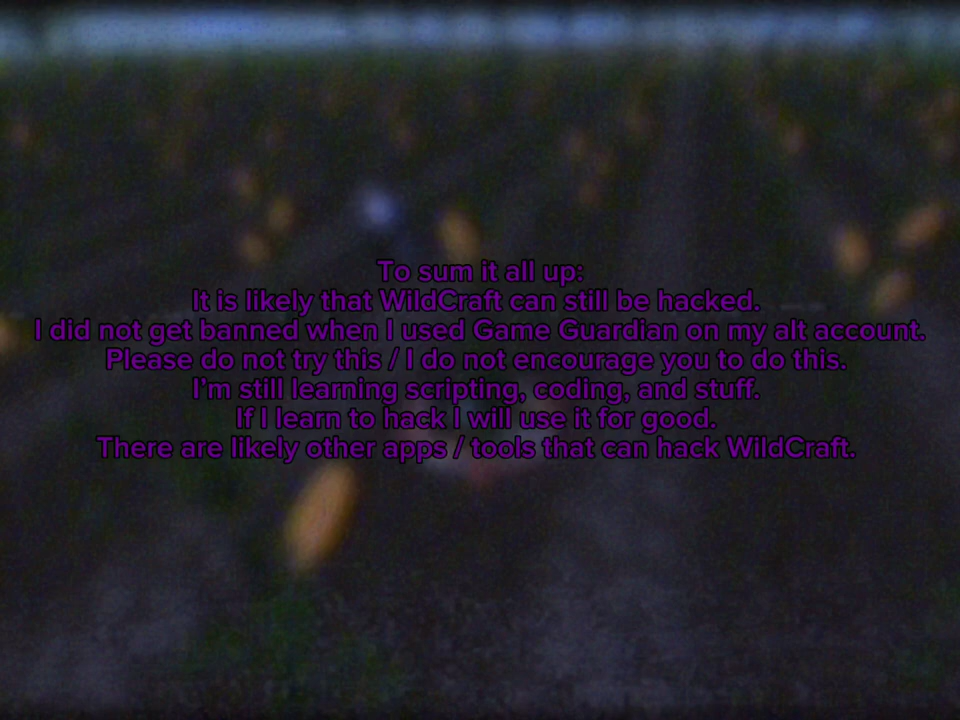 To sum it all up:
It is likely that WildCraft can still be hacked.
I did not get banned when I used Game Guardian on my alt account.
Please do not try this / I do not encourage you to do this.
I'm still learning scripting, coding, and stuff.
If I learn to hack I will use it for good.
There are likely other apps / tools that can hack WildCraft.